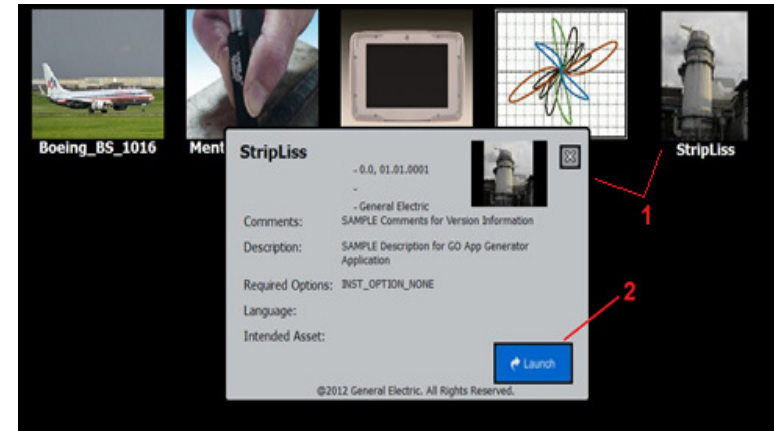 Boeing_BS_1016
Ment
StripLiss
StripLiss
- 0.0, 01.01.0001
-
- General Electric
Comments: SAMPLE Comments for Version Information
Description: SAMPLE Description for GO App Generator
Application
Required Options: INST_OPTION_NONE
Language:
Intended Asset:
Launch
@2012 General Electric. All Rights Reserved.
1
2